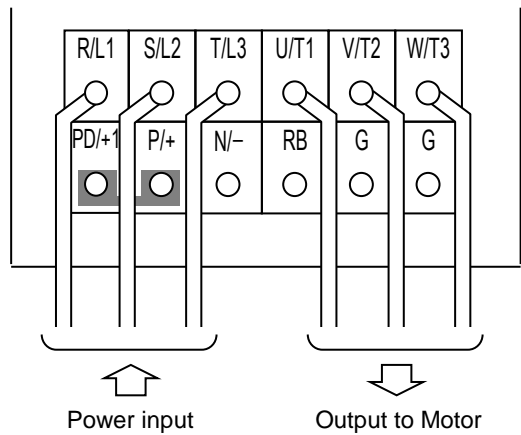 R/L1 S/L2 T/L3 U/T1 V/T2 W/T3
PD/+1 P/+ N/− RB G G
Power input Output to Motor